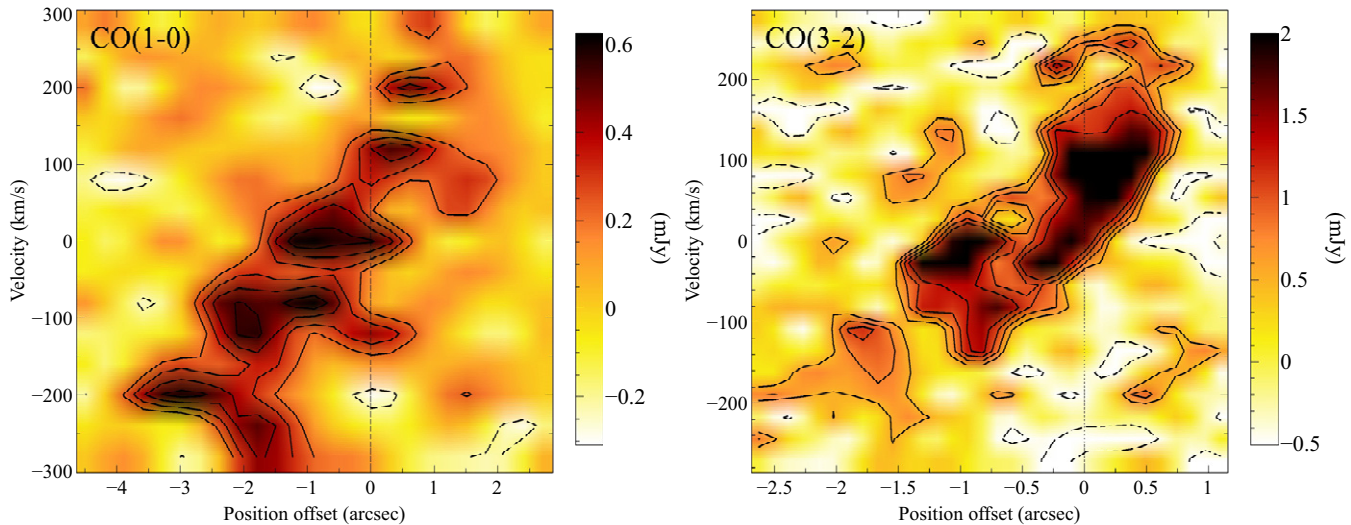 CO(1-0)
300
200
100
0
−100
−200
−300
Velocity (km/s)
−4 −3 −2 −1 0 1 2
Position offset (arcsec)
0.6
0.4
0.2
0
−0.2
(mJy)
CO(3-2)
200
100
0
−100
−200
Velocity (km/s)
−2.5 −2 −1.5 −1 −0.5 0 0.5 1
Position offset (arcsec)
2
1.5
1
0.5
0
−0.5
(mJy)